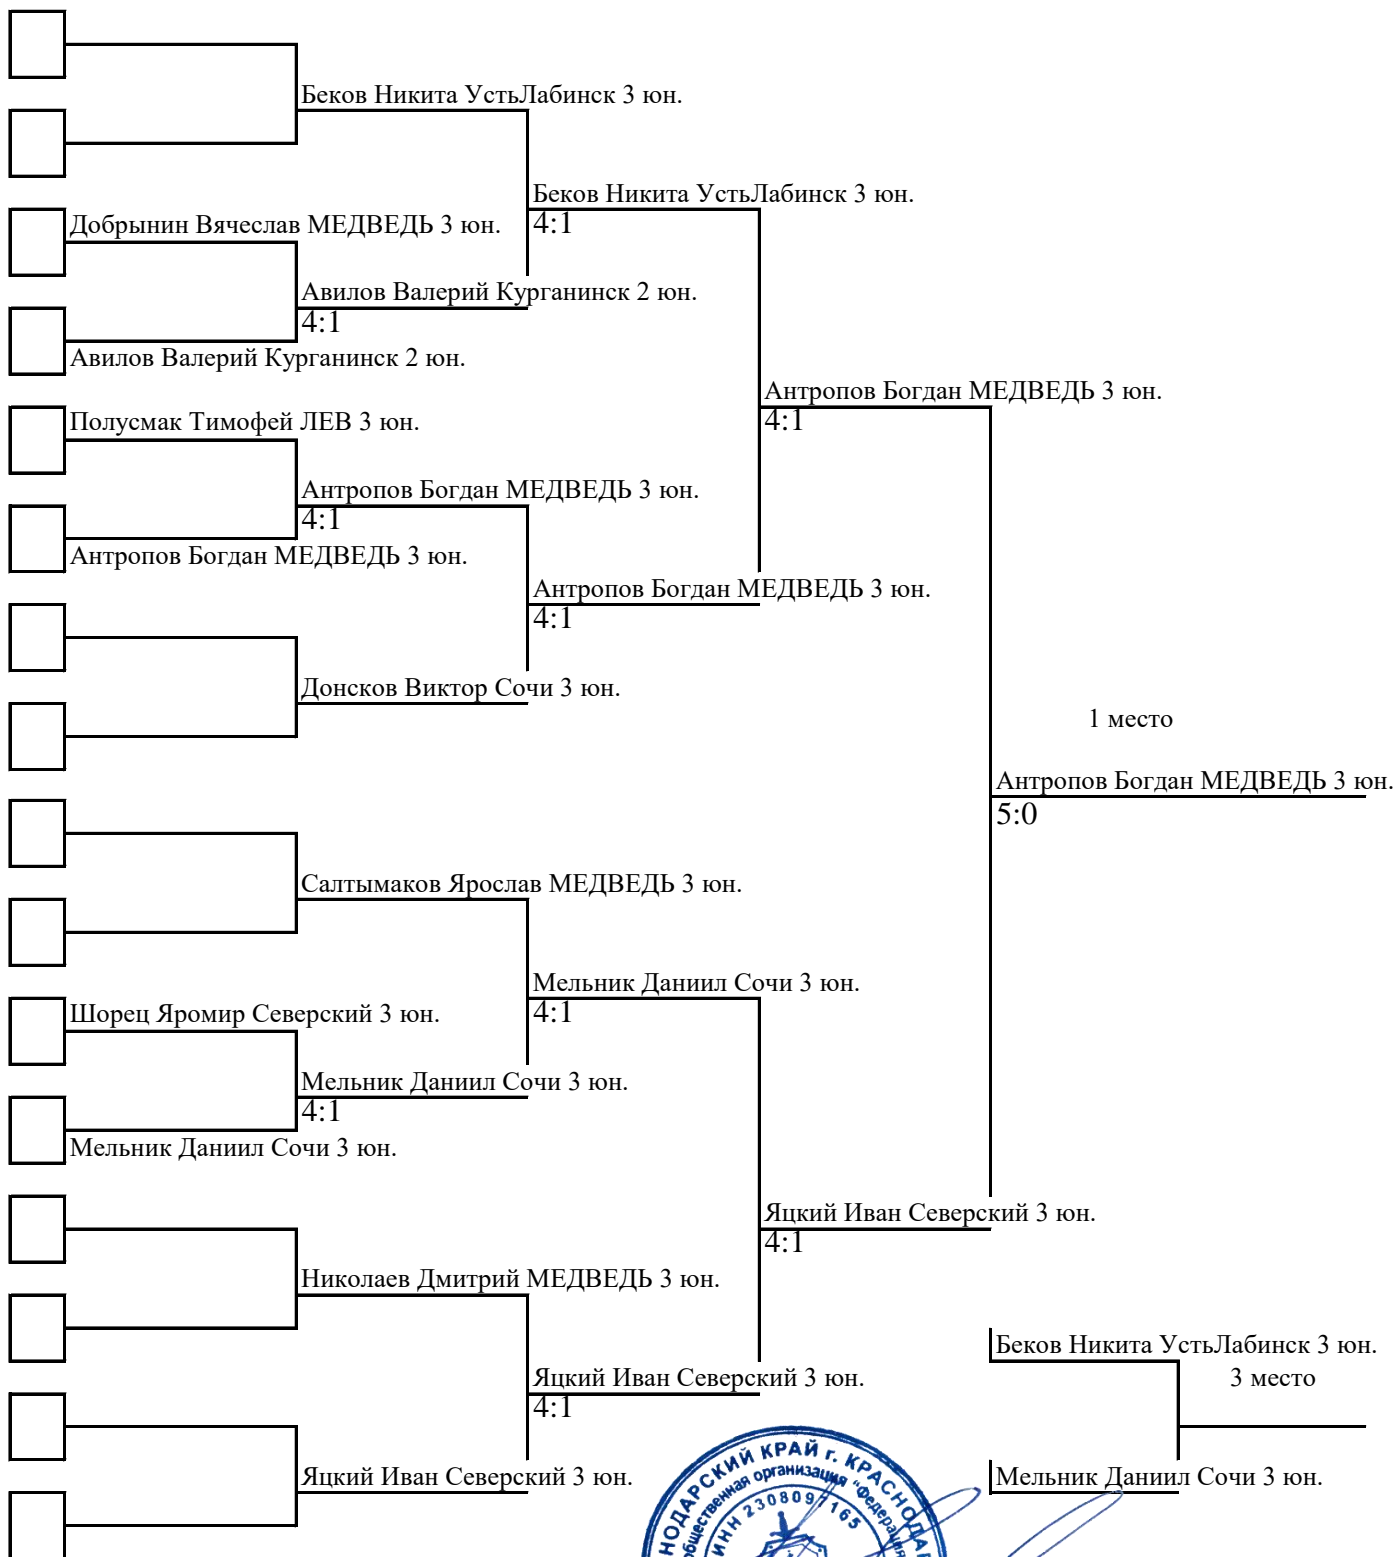 Беков Никита УстьЛабинск 3 юн.
Беков Никита УстьЛабинск 3 юн.
4:1
Добрынин Вячеслав МЕДВЕДЬ 3 юн.
Авилов Валерий Курганинск 2 юн.
4:1
Авилов Валерий Курганинск 2 юн.
Антропов Богдан МЕДВЕДЬ 3 юн.
4:1
Полусмак Тимофей ЛЕВ 3 юн.
Антропов Богдан МЕДВЕДЬ 3 юн.
4:1
Антропов Богдан МЕДВЕДЬ 3 юн.
Антропов Богдан МЕДВЕДЬ 3 юн.
4:1
Донсков Виктор Сочи 3 юн.
1 место
Антропов Богдан МЕДВЕДЬ 3 юн.
5:0
Салтымаков Ярослав МЕДВЕДЬ 3 юн.
Мельник Даниил Сочи 3 юн.
4:1
Шорец Яромир Северский 3 юн.
Мельник Даниил Сочи 3 юн.
4:1
Мельник Даниил Сочи 3 юн.
Яцкий Иван Северский 3 юн.
4:1
Николаев Дмитрий МЕДВЕДЬ 3 юн.
Беков Никита УстьЛабинск 3 юн.
3 место
Яцкий Иван Северский 3 юн.
4:1
Яцкий Иван Северский 3 юн.
Мельник Даниил Сочи 3 юн.
НОДАРСКИЙ КРАЙ г. КРАСНОДА
общественная организация "Федерация
ИНН 2308097165